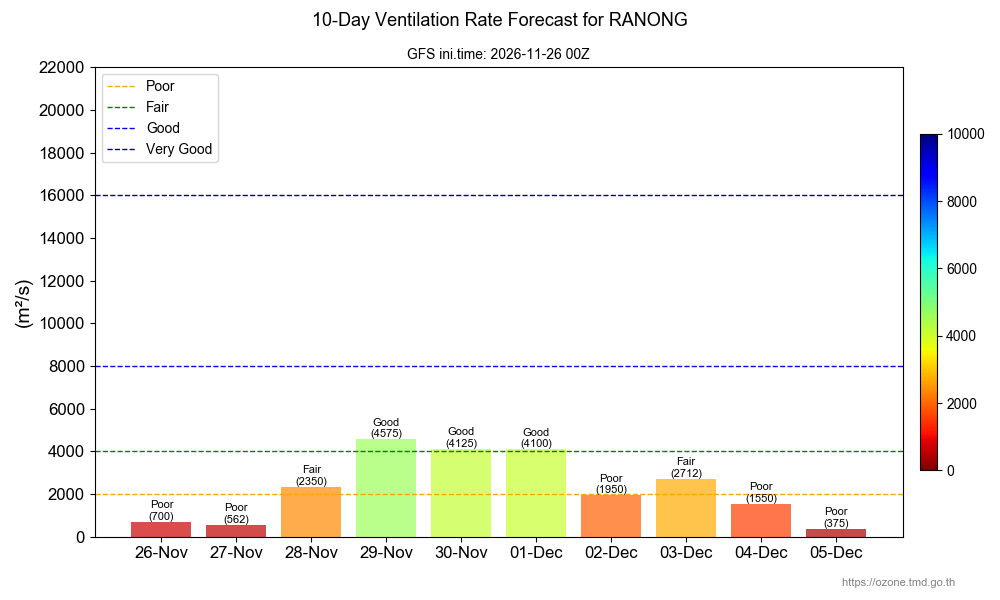 10-Day Ventilation Rate Forecast for RANONG
GFS ini.time: 2026-11-26 00Z
22000
20000
18000
16000
14000
12000
10000
8000
6000
4000
2000
0
(m²/s)
Poor
Fair
Good
Very Good
Poor
(700)
Poor
(562)
Fair
(2350)
Good
(4575)
Good
(4125)
Good
(4100)
Poor
(1950)
Fair
(2712)
Poor
(1550)
Poor
(375)
26-Nov
27-Nov
28-Nov
29-Nov
30-Nov
01-Dec
02-Dec
03-Dec
04-Dec
05-Dec
10000
8000
6000
4000
2000
0
https://ozone.tmd.go.th